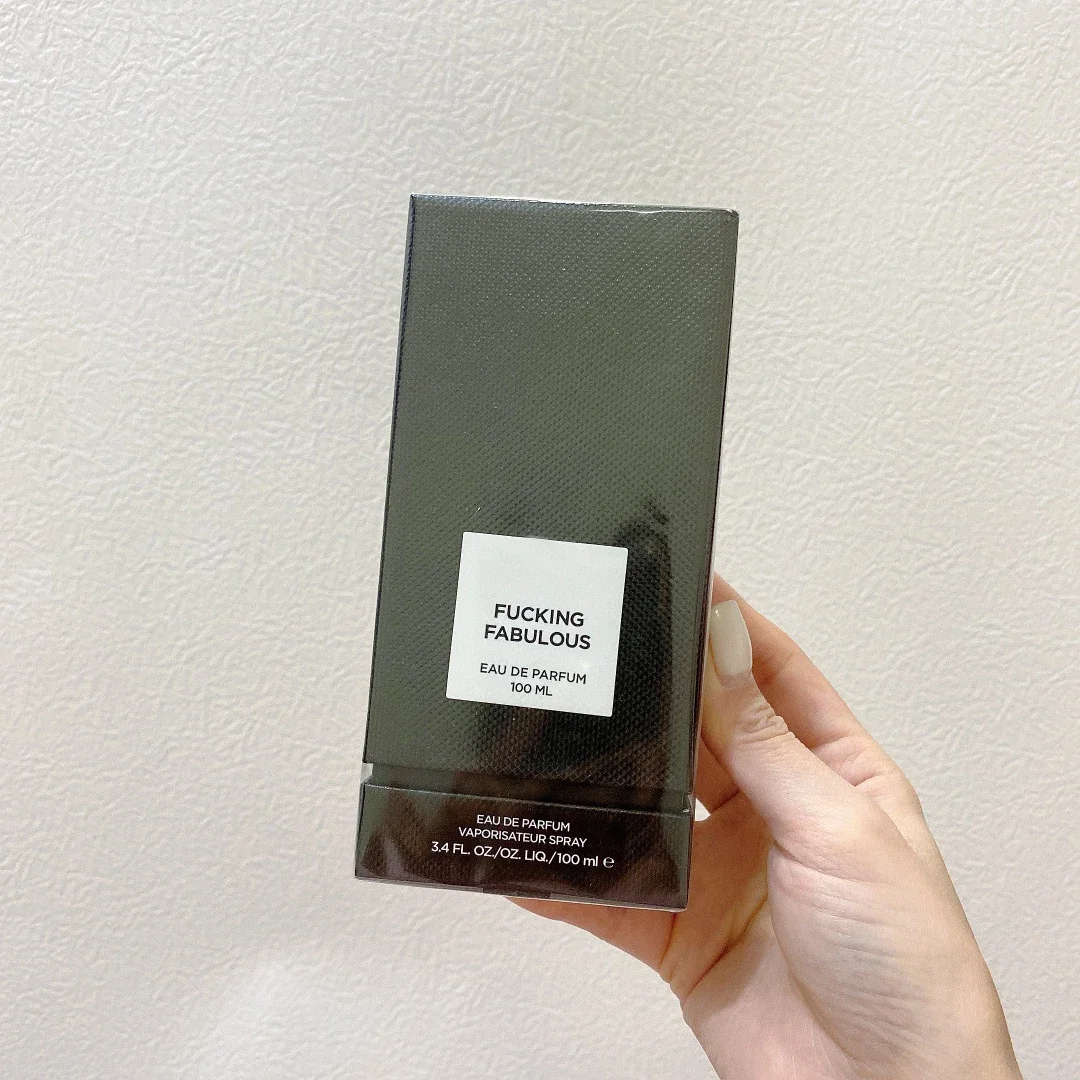 FUCKING
FABULOUS
EAU DE PARFUM
100 ML
EAU DE PARFUM
VAPORISATEUR SPRAY
3.4 FL. OZ./OZ. LIQ./100 ml ℮